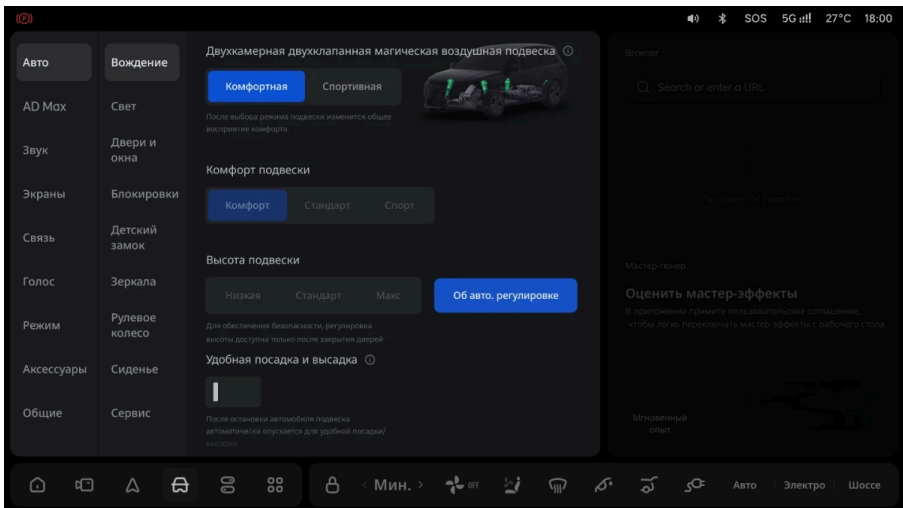 (P)
SOS 5G 27°C 18:00
Авто
AD Max
Звук
Экраны
Связь
Голос
Режим
Аксессуары
Общие
Вождение
Свет
Двери и
окна
Блокировки
Детский
замок
Зеркала
Рулевое
колесо
Сиденье
Сервис
Двухкамерная двухклапанная магическая воздушная подвеска
Комфортная Спортивная
После выбора режима подвески изменится общее
восприятие комфорта.
Комфорт подвески
Комфорт Стандарт Спорт
Высота подвески
Низкая Стандарт Макс Об авто. регулировке
Для обеспечения безопасности, регулировка
высоты доступна только после закрытия дверей
Удобная посадка и высадка
После остановки автомобиля подвеска
автоматически опускается для удобной посадки/
высадки
Browser
Search or enter a URL
Мастер-тюнер
Оценить мастер-эффекты
В приложении примите пользовательское соглашение,
чтобы легко переключать мастер-эффекты с рабочего стола.
Мгновенный
опыт
< Мин. > OFF Авто Электро Шоссе